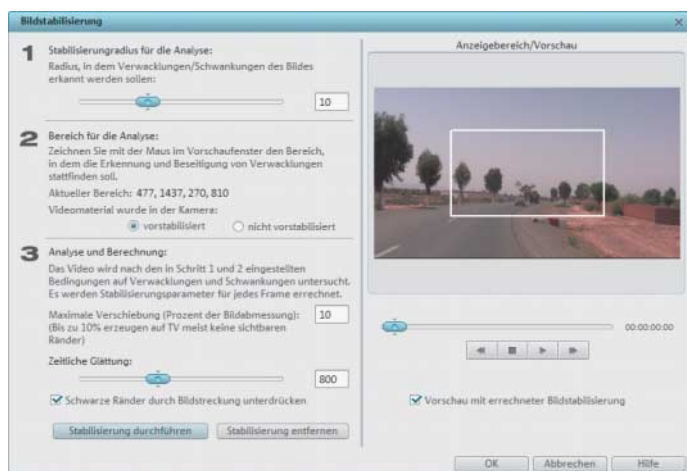 Bildstabilisierung
1 Stabilisierungradius für die Analyse:
Radius, in dem Verwacklungen/Schwankungen des Bildes
erkannt werden sollen:
10
2 Bereich für die Analyse:
Zeichnen Sie mit der Maus im Vorschaufenster den Bereich,
in dem die Erkennung und Beseitigung von Verwacklungen
stattfinden soll.
Aktueller Bereich: 477, 1437, 270, 810
Videomaterial wurde in der Kamera:
vorstabilisiert nicht vorstabilisiert
3 Analyse und Berechnung:
Das Video wird nach den in Schritt 1 und 2 eingestellten
Bedingungen auf Verwacklungen und Schwankungen untersucht.
Es werden Stabilisierungsparameter für jedes Frame errechnet.
Maximale Verschiebung (Prozent der Bildabmessung): 10
(Bis zu 10% erzeugen auf TV meist keine sichtbaren
Ränder)
Zeitliche Glättung:
800
Schwarze Ränder durch Bildstreckung unterdrücken
Stabilisierung durchführen Stabilisierung entfernen
Anzeigebereich/Vorschau
00:00:00:00
Vorschau mit errechneter Bildstabilisierung
OK Abbrechen Hilfe